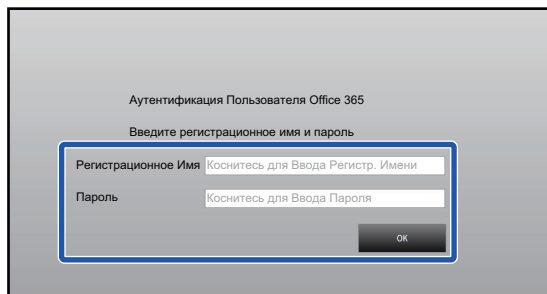 Аутентификация Пользователя Office 365
Введите регистрационное имя и пароль
Регистрационное Имя Коснитесь для Ввода Регистр. Имени
Пароль Коснитесь для Ввода Пароля
ОК